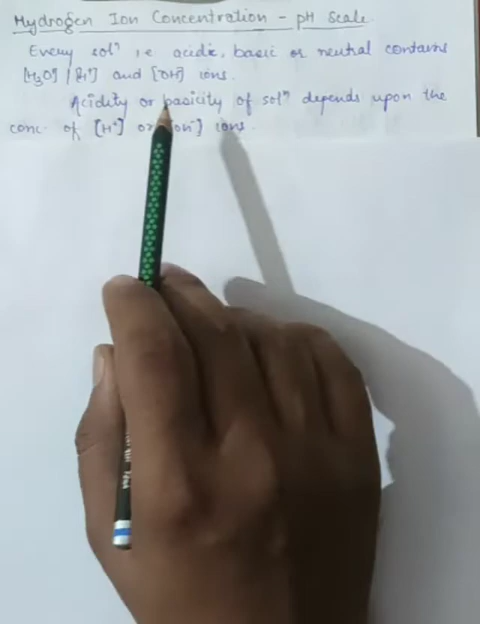 Hydrogen Ion Concentration - pH Scale
Every solⁿ i.e acidic, basic or neutral contains
[H₃O⁺] / [H⁺] and [OH⁻] ions.
Acidity or basicity of solⁿ depends upon the
conc. of [H⁺] or [OH⁻] ions.